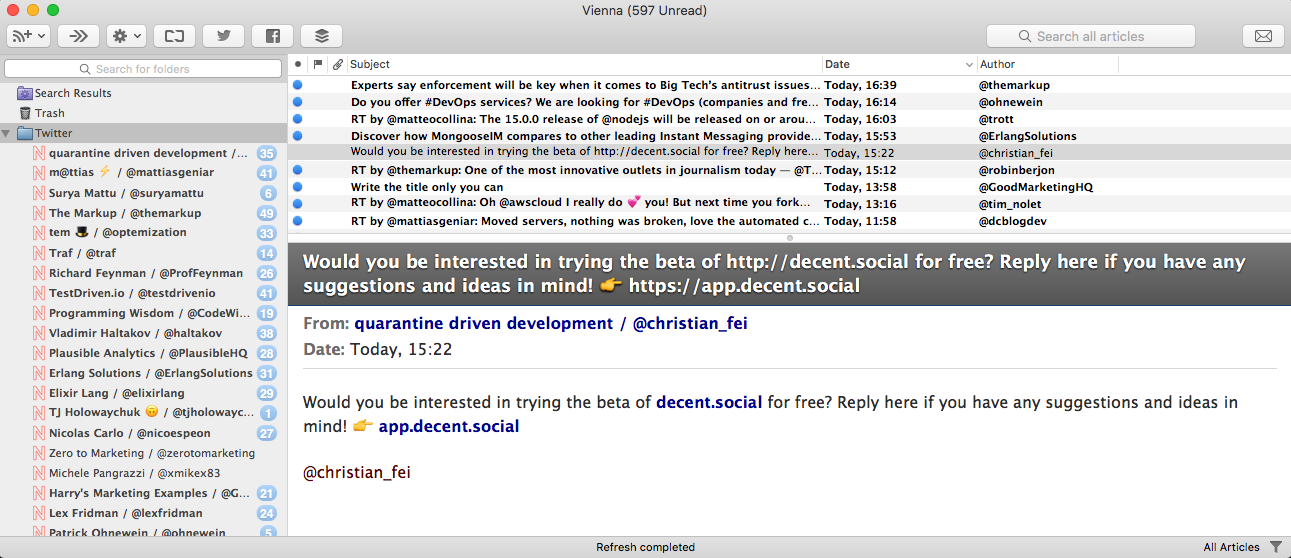 Vienna (597 Unread)
Search all articles
Search for folders
Search Results
Trash
Twitter
quarantine driven development /... 35
m@ttias ⚡ / @mattiasgeniar 41
Surya Mattu / @suryamattu 6
The Markup / @themarkup 49
tem 🎩 / @optemization 33
Traf / @traf 14
Richard Feynman / @ProfFeynman 26
TestDriven.io / @testdrivenio 41
Programming Wisdom / @CodeWi... 19
Vladimir Haltakov / @haltakov 38
Plausible Analytics / @PlausibleHQ 28
Erlang Solutions / @ErlangSolutions 31
Elixir Lang / @elixirlang 29
TJ Holowaychuk 🙃 / @tjholowayc... 1
Nicolas Carlo / @nicoespeon 27
Zero to Marketing / @zerotomarketing
Michele Pangrazzi / @xmikex83
Harry's Marketing Examples / @G... 21
Lex Fridman / @lexfridman 24
Patrick Ohnewein / @ohnewein 5
Subject Date Author
Experts say enforcement will be key when it comes to Big Tech's antitrust issues... Today, 16:39 @themarkup
Do you offer #DevOps services? We are looking for #DevOps (companies and fre... Today, 16:14 @ohnewein
RT by @matteocollina: The 15.0.0 release of @nodejs will be released on or arou... Today, 16:03 @trott
Discover how MongooseIM compares to other leading Instant Messaging provide... Today, 15:53 @ErlangSolutions
Would you be interested in trying the beta of http://decent.social for free? Reply here... Today, 15:22 @christian_fei
RT by @themarkup: One of the most innovative outlets in journalism today — @T... Today, 15:12 @robinberjon
Write the title only you can Today, 13:58 @GoodMarketingHQ
RT by @matteocollina: Oh @awscloud I really do 💕 you! But next time you fork... Today, 13:16 @tim_nolet
RT by @mattiasgeniar: Moved servers, nothing was broken, love the automated c... Today, 11:58 @dcblogdev
Would you be interested in trying the beta of http://decent.social for free? Reply here if you have any
suggestions and ideas in mind! 👉 https://app.decent.social
From: quarantine driven development / @christian_fei
Date: Today, 15:22
Would you be interested in trying the beta of decent.social for free? Reply here if you have any suggestions and ideas in
mind! 👉 app.decent.social
@christian_fei
Refresh completed
All Articles